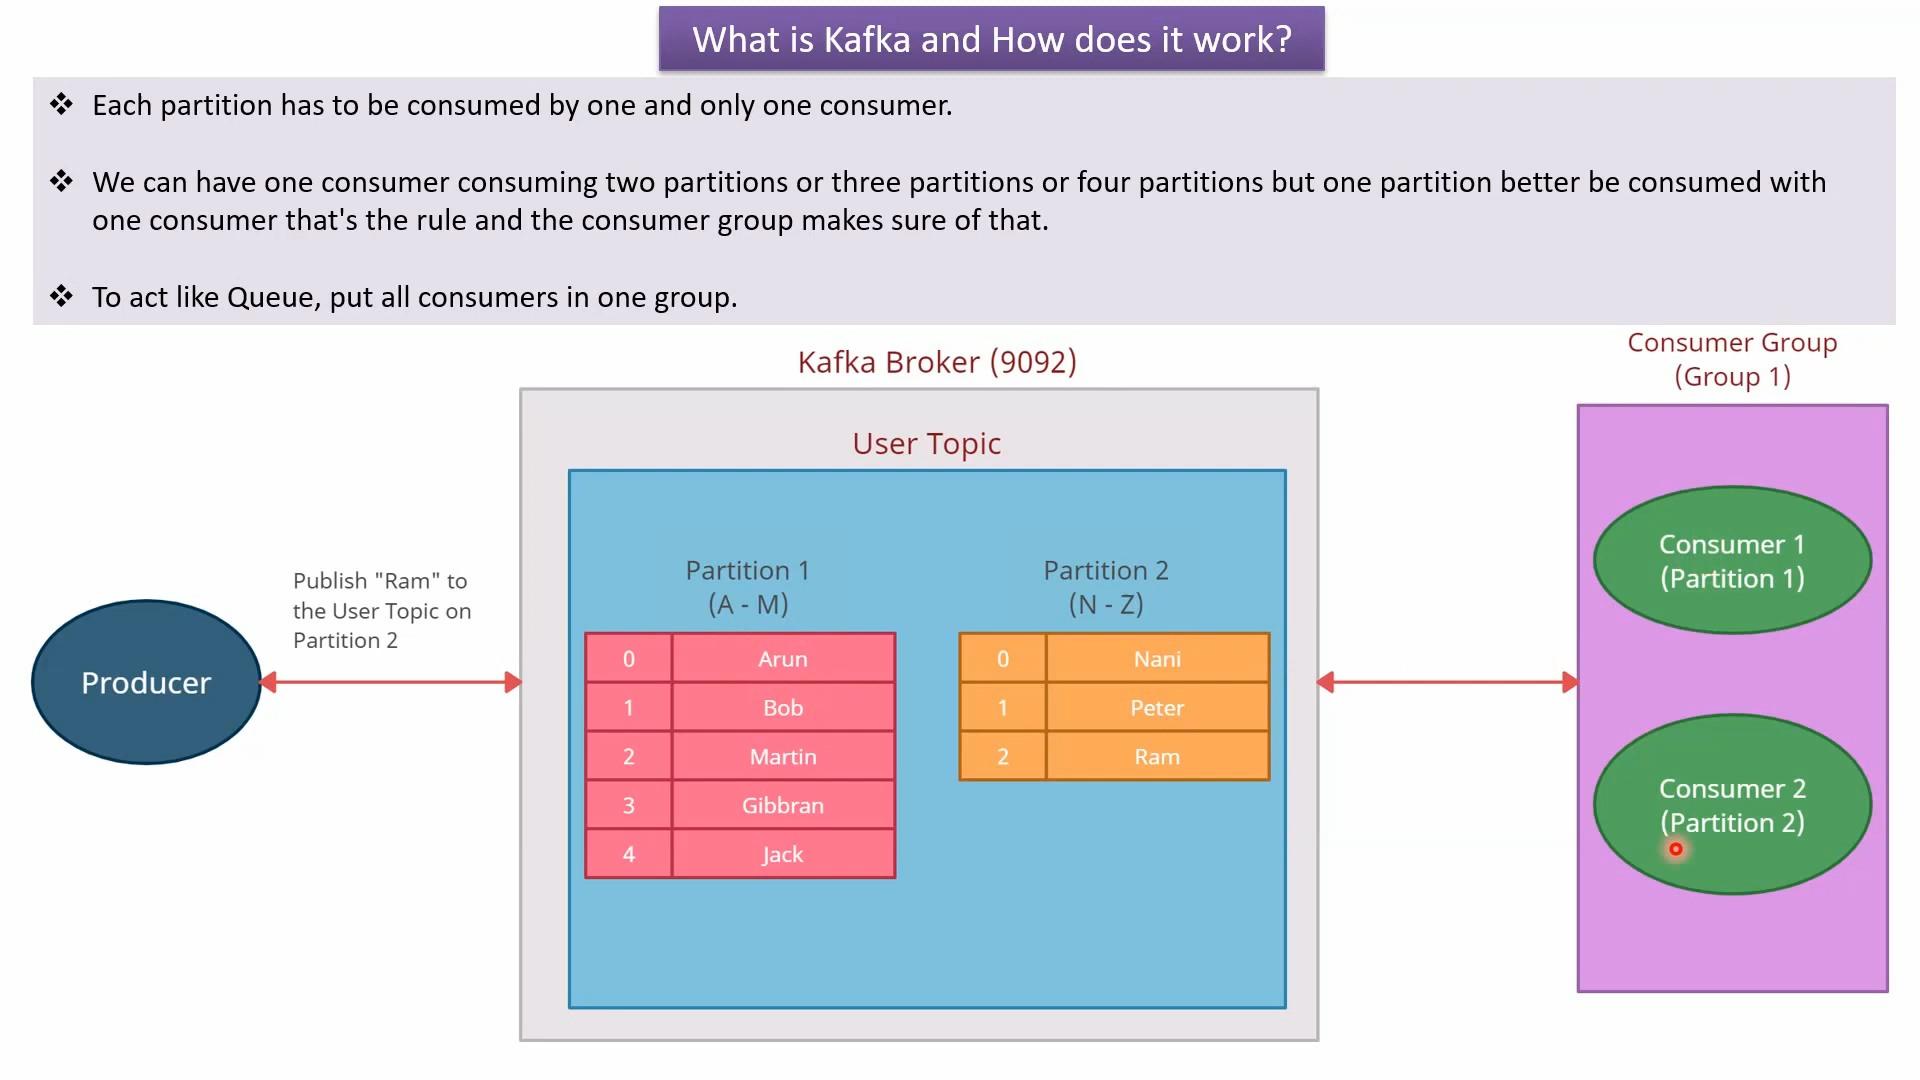 What is Kafka and How does it work?
❖ Each partition has to be consumed by one and only one consumer.
❖ We can have one consumer consuming two partitions or three partitions or four partitions but one partition better be consumed with
one consumer that's the rule and the consumer group makes sure of that.
❖ To act like Queue, put all consumers in one group.
Kafka Broker (9092)
Consumer Group
(Group 1)
User Topic
Publish "Ram" to
the User Topic on
Partition 2
Producer
Partition 1
(A - M)
0 Arun
1 Bob
2 Martin
3 Gibbran
4 Jack
Partition 2
(N - Z)
0 Nani
1 Peter
2 Ram
Consumer 1
(Partition 1)
Consumer 2
(Partition 2)